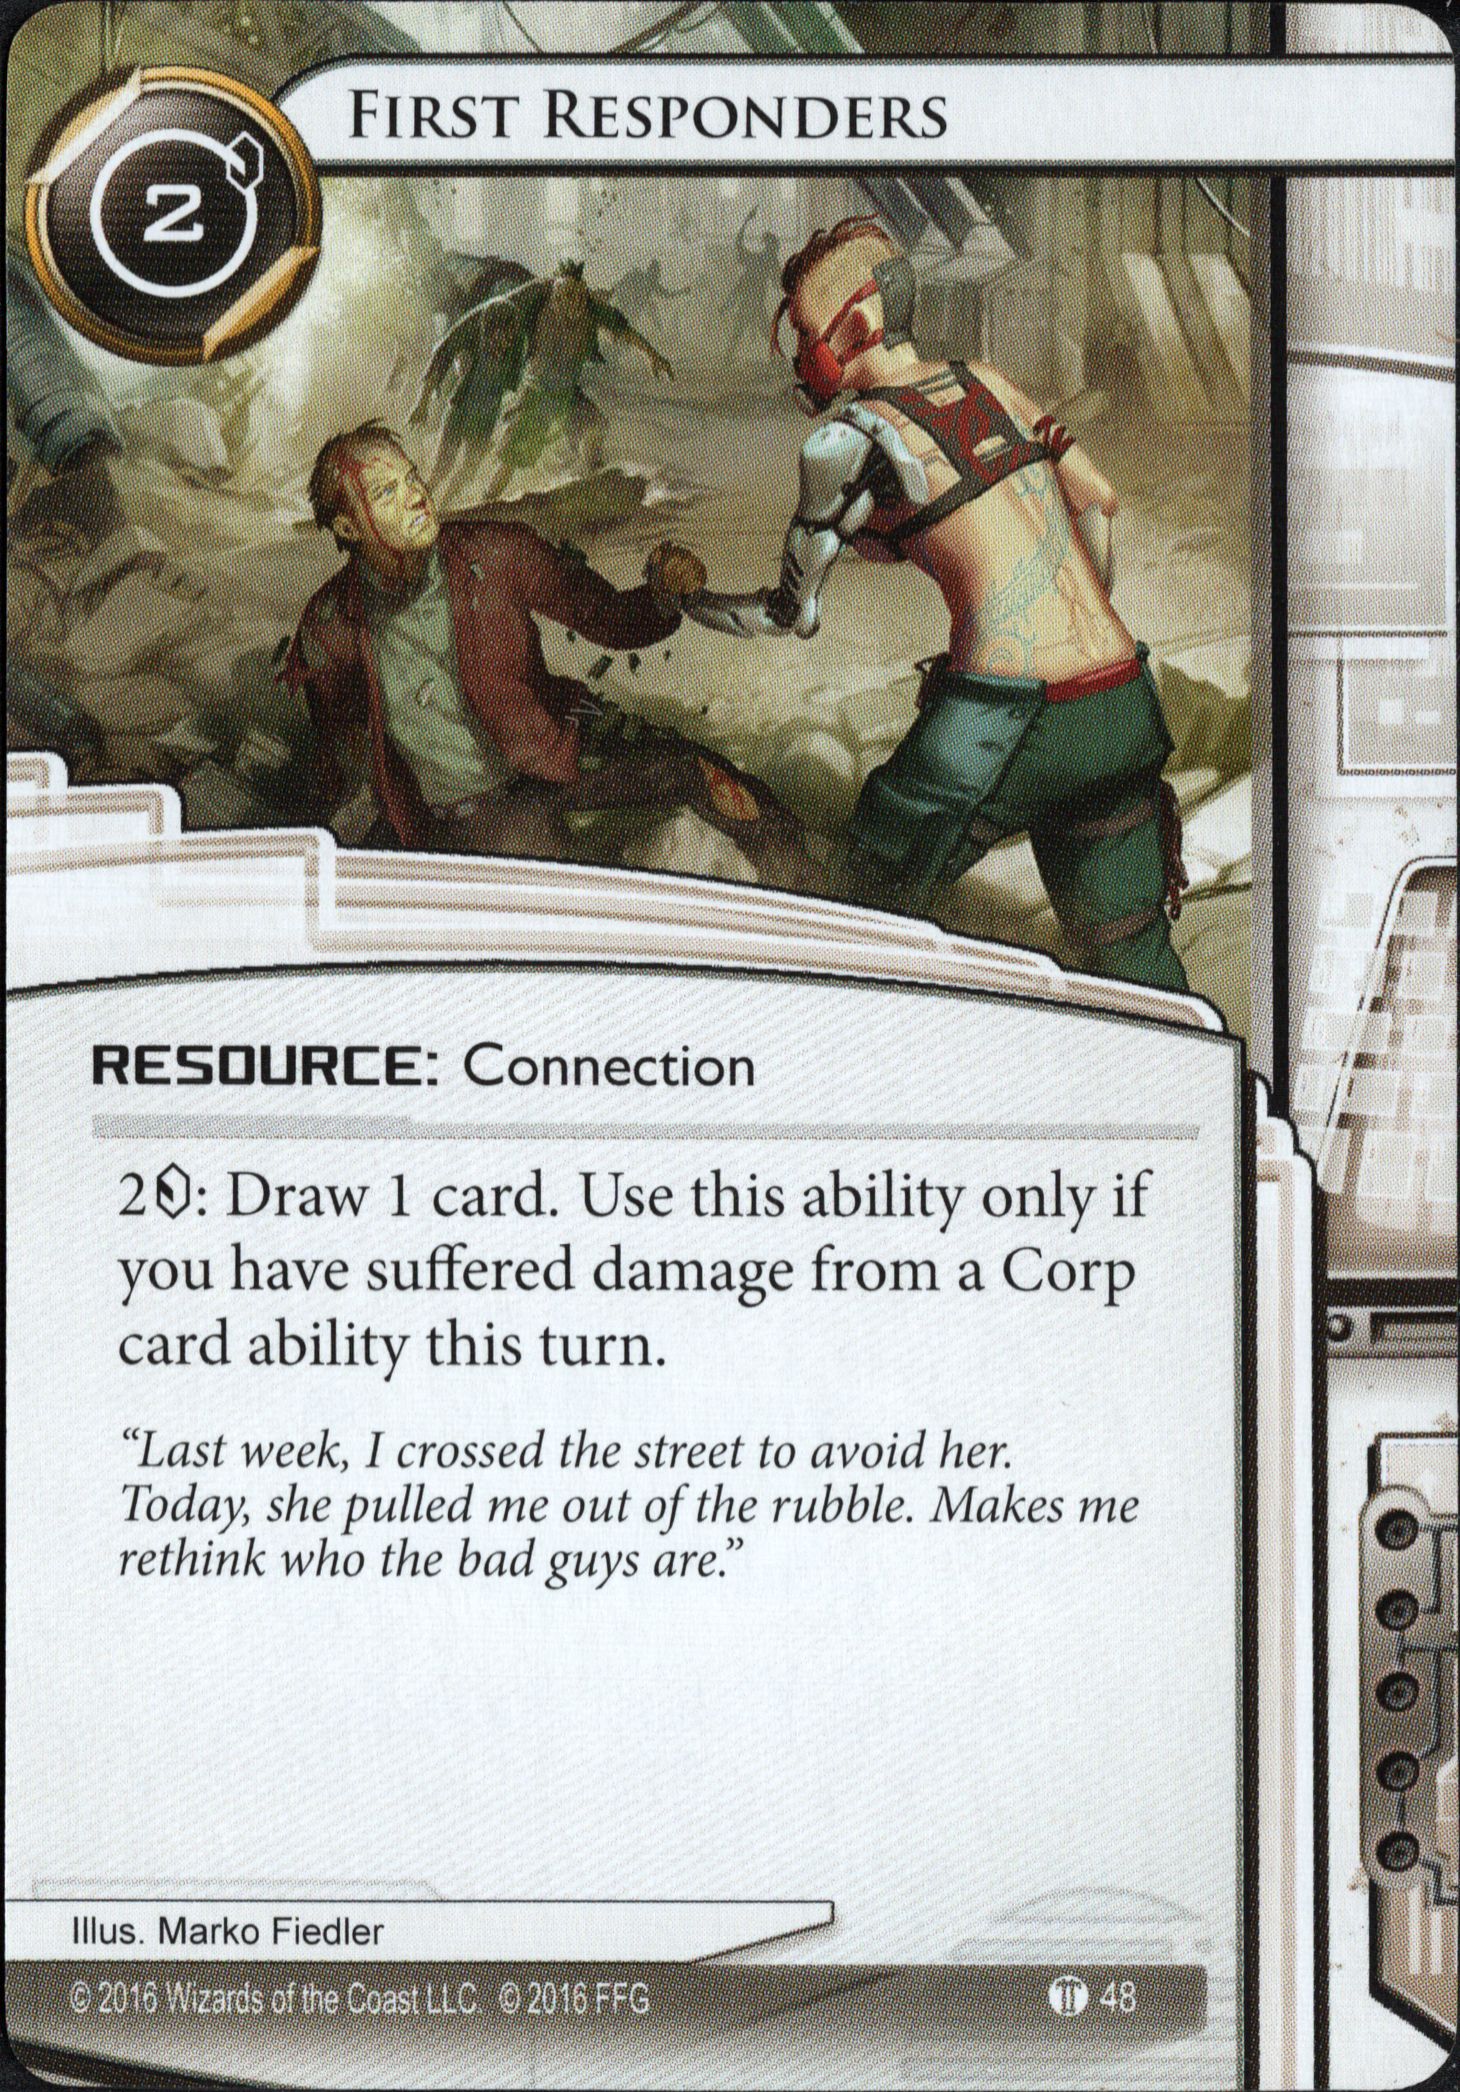 First Responders
2
RESOURCE: Connection
2: Draw 1 card. Use this ability only if
you have suffered damage from a Corp
card ability this turn.
“Last week, I crossed the street to avoid her.
Today, she pulled me out of the rubble. Makes me
rethink who the bad guys are.”
Illus. Marko Fiedler
© 2016 Wizards of the Coast LLC. © 2016 FFG
48